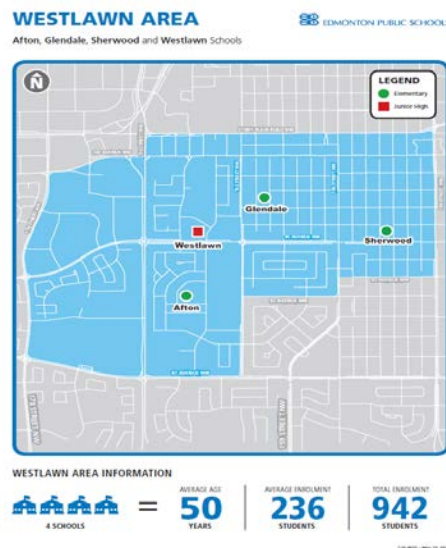 WESTLAWN AREA
EDMONTON PUBLIC SCHOOLS
Afton, Glendale, Sherwood and Westlawn Schools
N
LEGEND
Elementary
Junior High
Glendale
Westlawn
Sherwood
Afton
WESTLAWN AREA INFORMATION
4 SCHOOLS
=
AVERAGE AGE
50
YEARS
AVERAGE ENROLMENT
236
STUDENTS
TOTAL ENROLMENT
942
STUDENTS